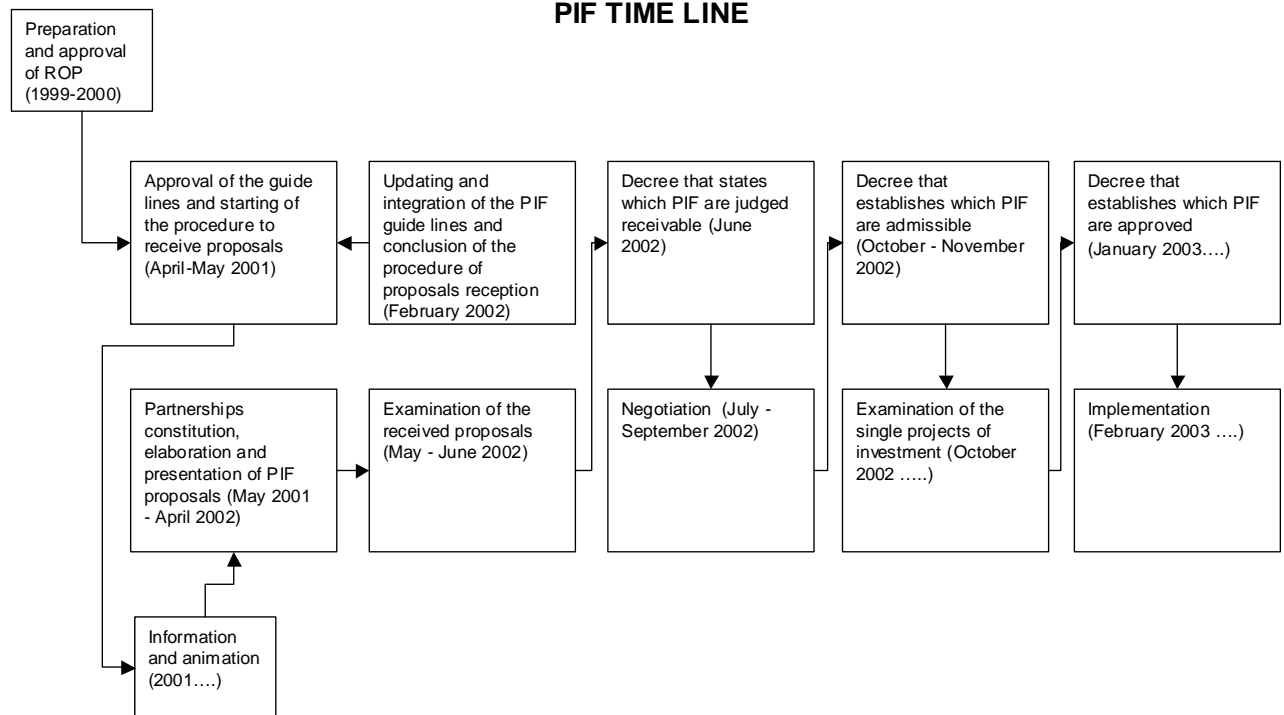 PIF TIME LINE
Preparation
and approval
of ROP
(1999-2000)
Approval of the guide
lines and starting of
the procedure to
receive proposals
(April-May 2001)
Updating and
integration of the PIF
guide lines and
conclusion of the
procedure of
proposals reception
(February 2002)
Decree that states
which PIF are judged
receivable (June
2002)
Decree that
establishes which PIF
are admissible
(October - November
2002)
Decree that
establishes which PIF
are approved
(January 2003....)
Partnerships
constitution,
elaboration and
presentation of PIF
proposals (May 2001
- April 2002)
Examination of the
received proposals
(May - June 2002)
Negotiation (July -
September 2002)
Examination of the
single projects of
investment (October
2002 .....)
Implementation
(February 2003 ....)
Information
and animation
(2001....)